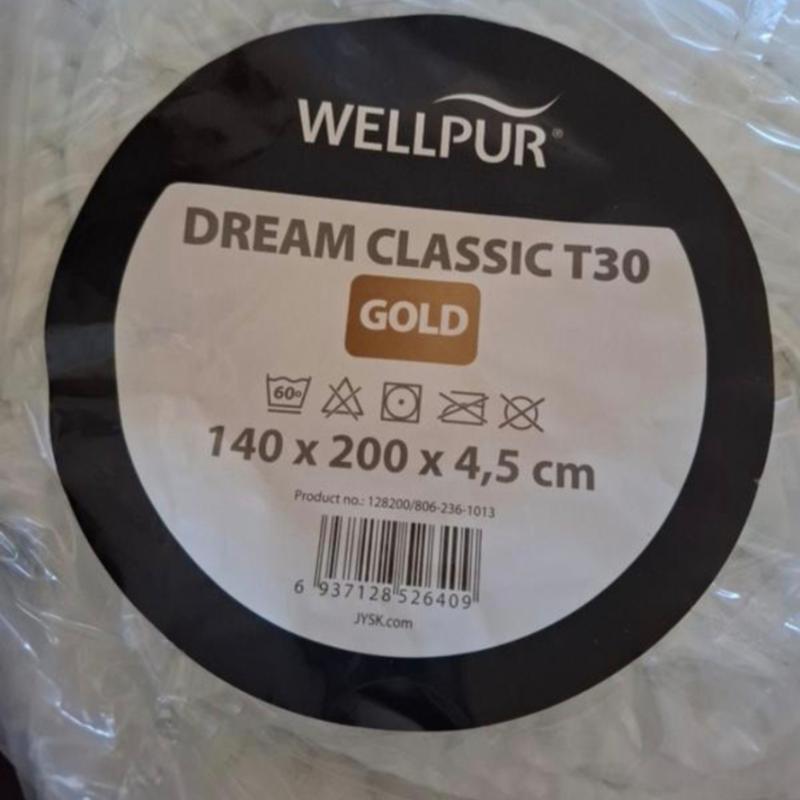 WELLPUR®
DREAM CLASSIC T30
GOLD
60°
140 x 200 x 4,5 cm
Product no.: 128200/806-236-1013
6 937128 526409
JYSK.com